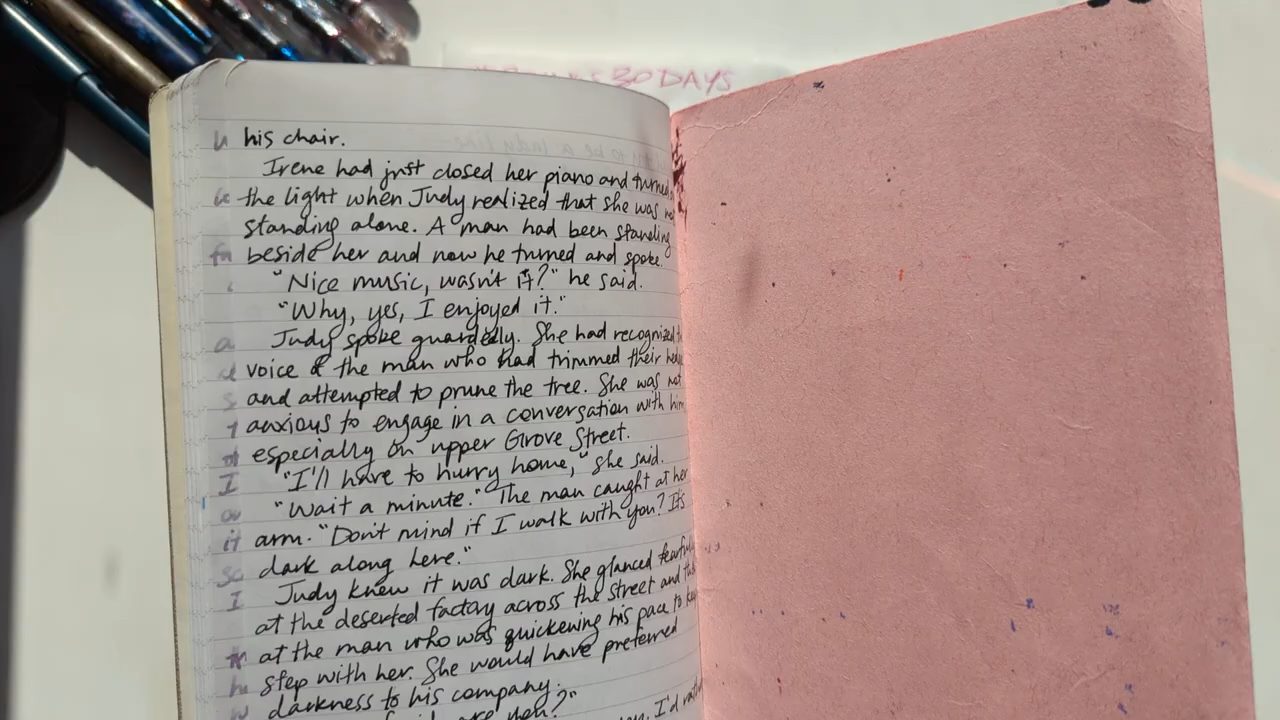 30 DAYS
his chair.
Irene had just closed her piano and turned
the light when Judy realized that she was not
standing alone. A man had been standing
beside her and now he turned and spoke.
"Nice music, wasn't it?" he said.
"Why, yes, I enjoyed it."
Judy spoke guardedly. She had recognized
voice of the man who had trimmed their
and attempted to prune the tree. She was not
anxious to engage in a conversation with him
especially on upper Grove Street.
"I'll have to hurry home," she said.
"Wait a minute." The man caught at her
arm. "Don't mind if I walk with you? It's
dark along here."
Judy knew it was dark. She glanced
at the deserted factory across the street and
at the man who was quickening his pace to
step with her. She would have preferred
darkness to his company.
I'd